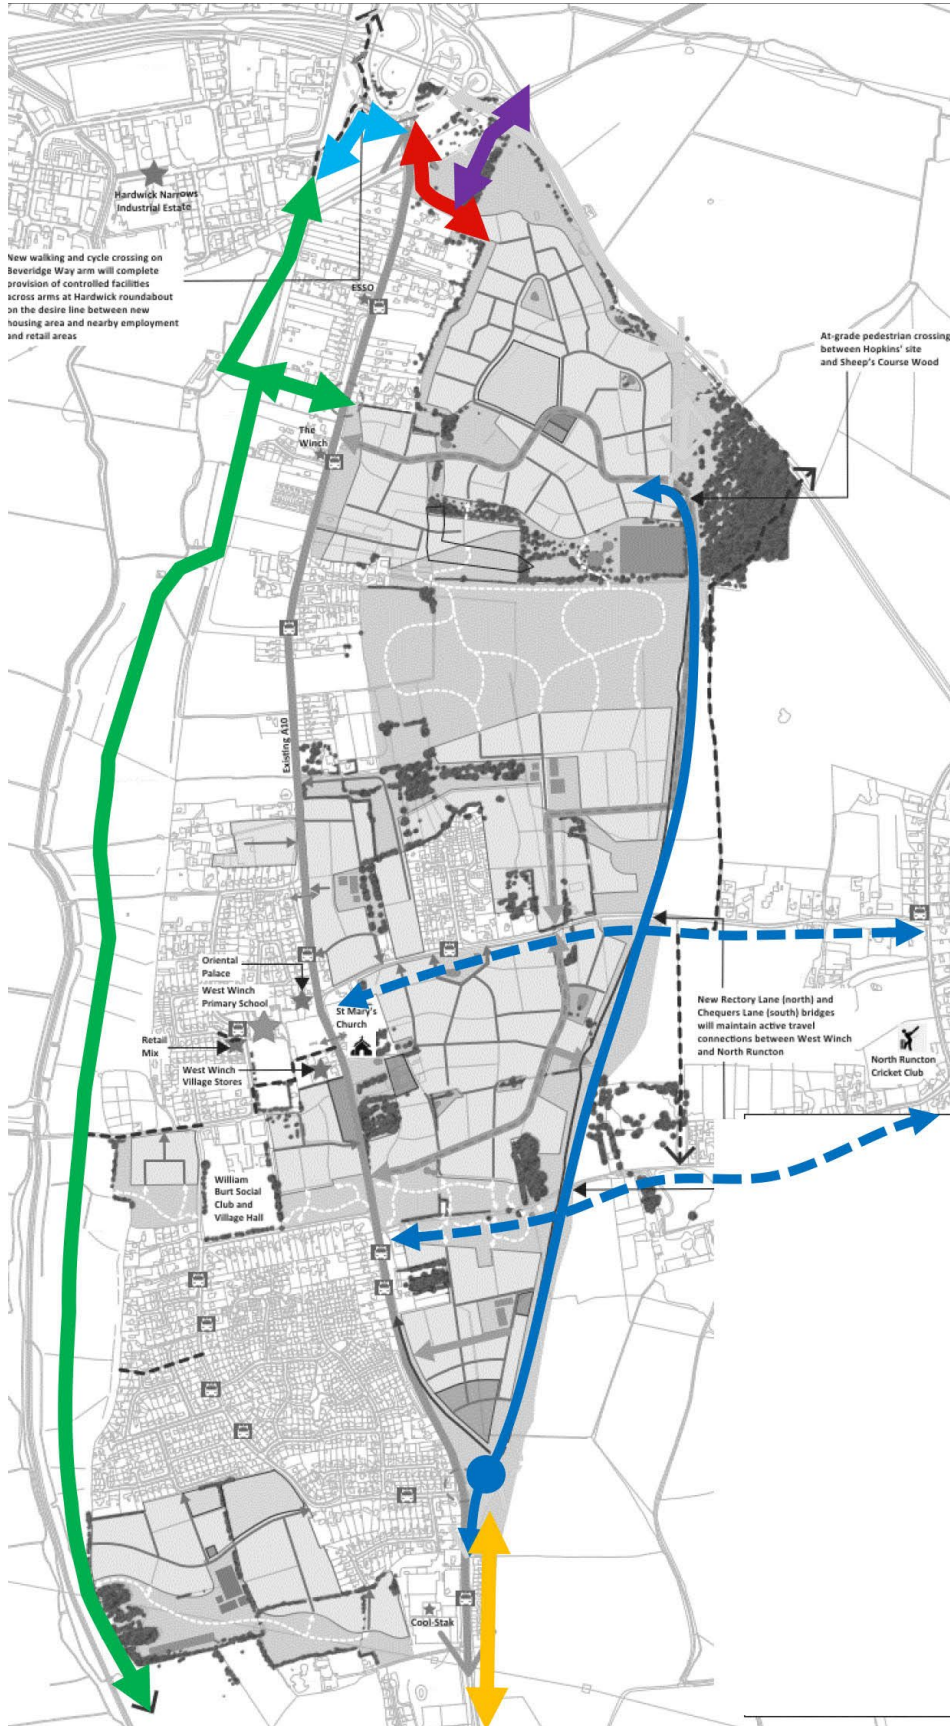 Hardwick Narrows
Industrial Estate
New walking and cycle crossing on
Beveridge Way arm will complete
provision of controlled facilities
across arms at Hardwick roundabout
on the desire line between new
housing area and nearby employment
and retail areas
ESSO
At-grade pedestrian crossing
between Hopkins' site
and Sheep's Course Wood
The
Winch
Existing A10
Oriental
Palace
West Winch
Primary School
St Mary's
Church
Retail
Mix
West Winch
Village Stores
New Rectory Lane (north) and
Chequers Lane (south) bridges
will maintain active travel
connections between West Winch
and North Runcton
North Runcton
Cricket Club
William
Burt Social
Club and
Village Hall
Cool-Stak